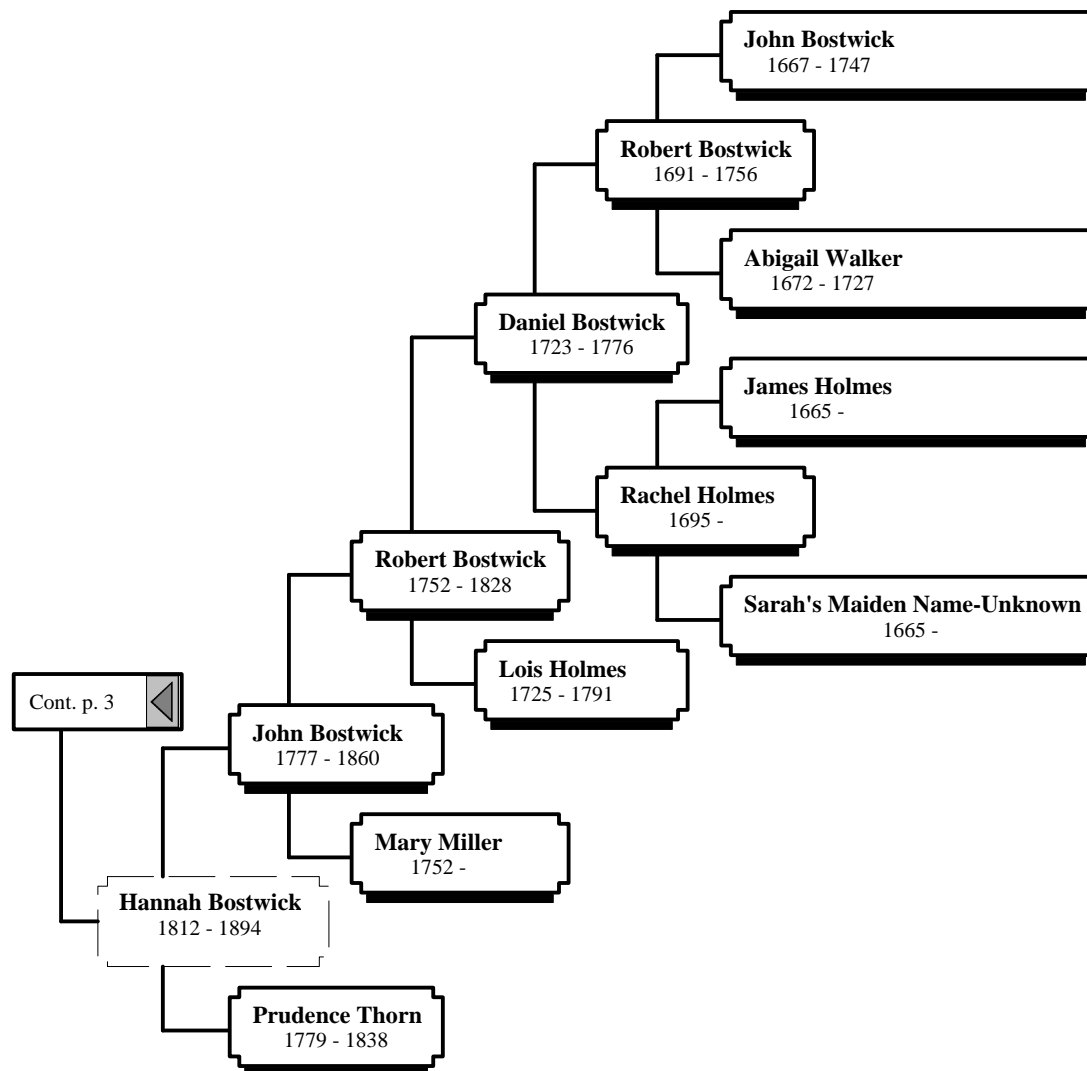 John Bostwick
1667 - 1747
Robert Bostwick
1691 - 1756
Abigail Walker
1672 - 1727
Daniel Bostwick
1723 - 1776
James Holmes
1665 -
Rachel Holmes
1695 -
Robert Bostwick
1752 - 1828
Sarah's Maiden Name-Unknown
1665 -
Lois Holmes
1725 - 1791
Cont. p. 3
John Bostwick
1777 - 1860
Mary Miller
1752 -
Hannah Bostwick
1812 - 1894
Prudence Thorn
1779 - 1838